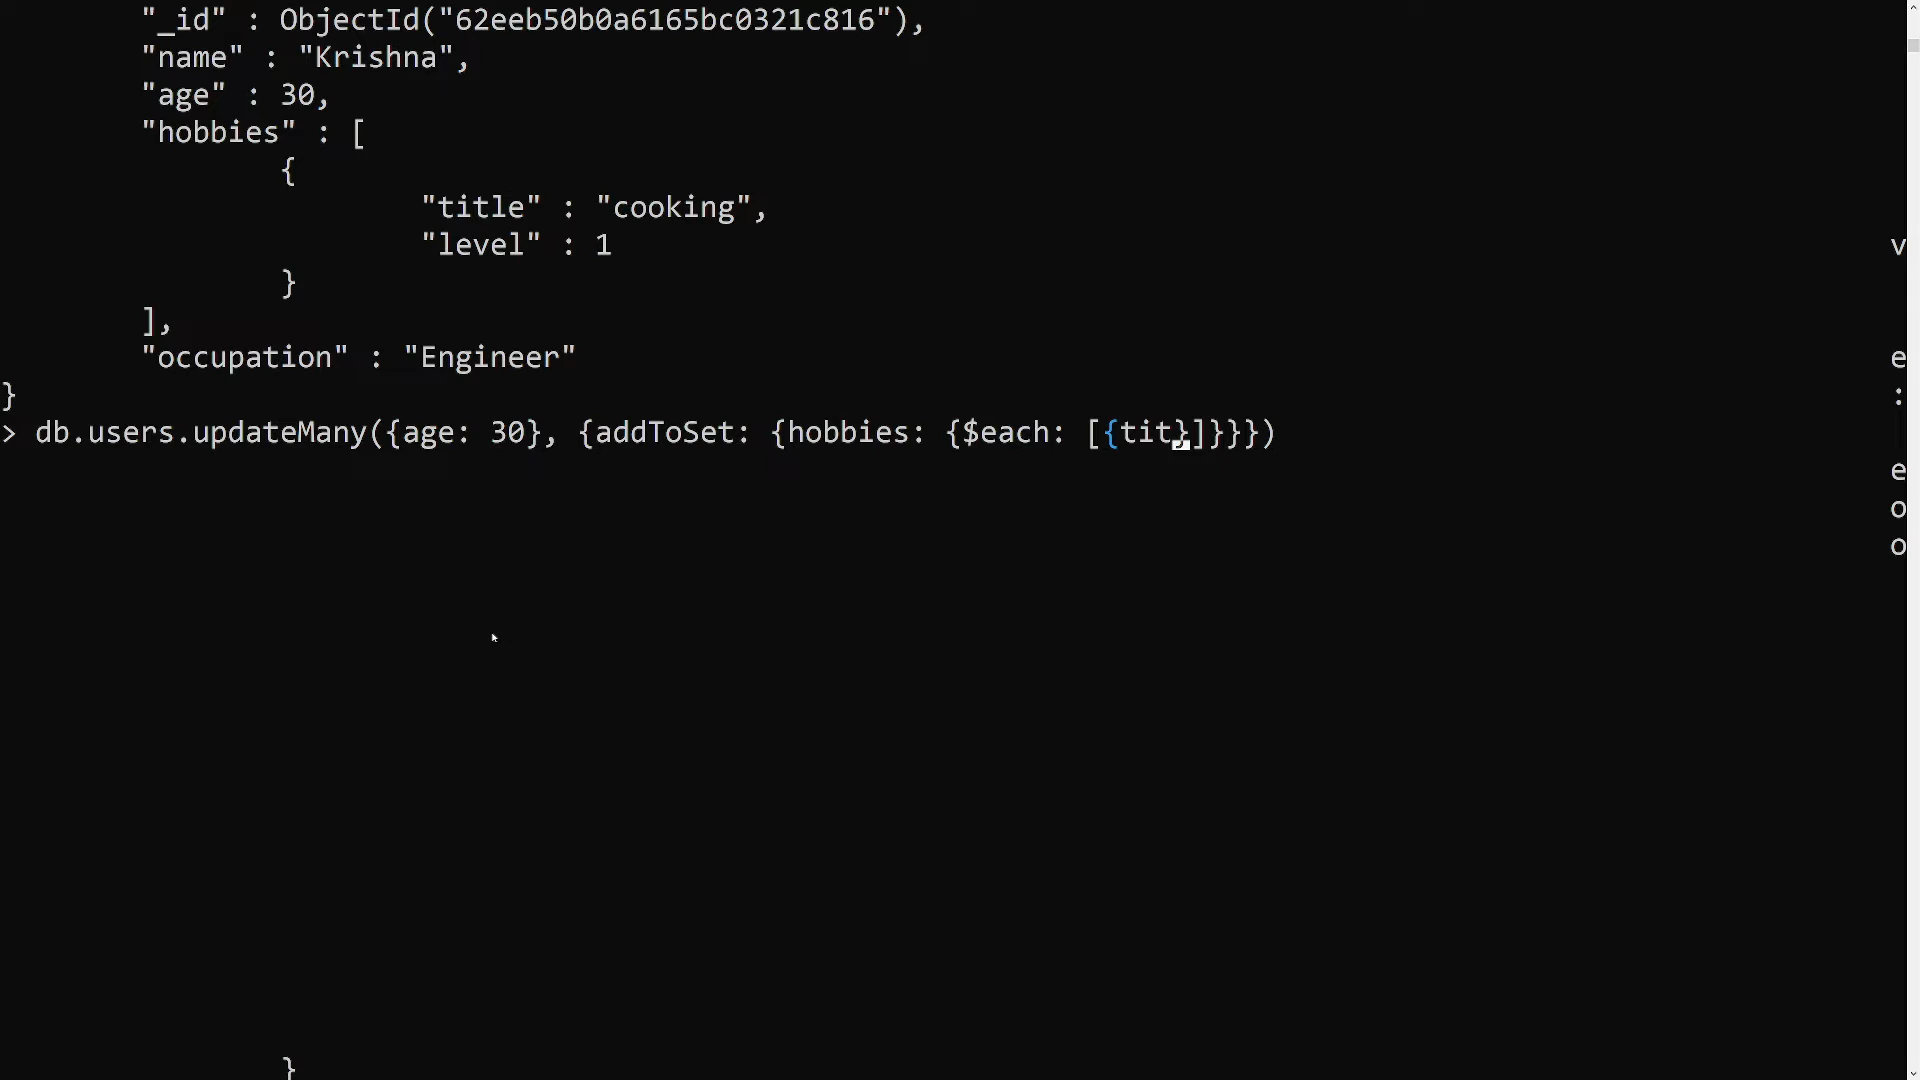 "_id" : ObjectId("62eeb50b0a6165bc0321c816"),
"name" : "Krishna",
"age" : 30,
"hobbies" : [
{
"title" : "cooking",
v
"level" : 1
}
],
"occupation" : "Engineer"
e
}
:
> db.users.updateMany({age: 30}, {addToSet: {hobbies: {$each: [{tit}]}}})
e
o
o
}